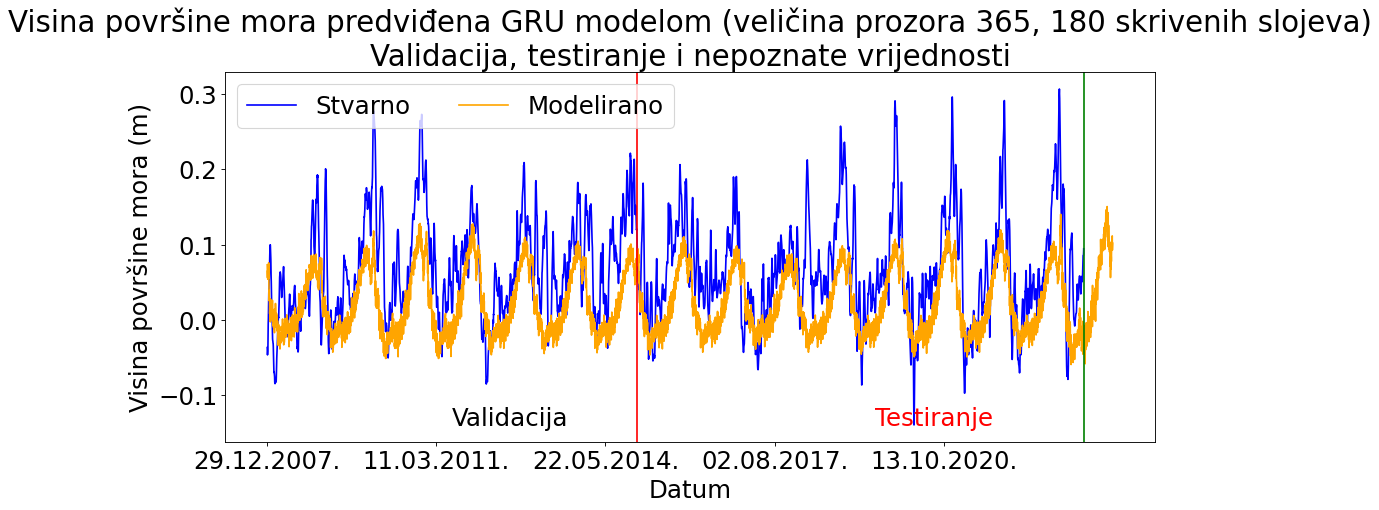 Visina površine mora predviđena GRU modelom (veličina prozora 365, 180 skrivenih slojeva)
Validacija, testiranje i nepoznate vrijednosti
Stvarno
Modelirano
Visina površine mora (m)
0.3
0.2
0.1
0.0
−0.1
Validacija
Testiranje
29.12.2007.
11.03.2011.
22.05.2014.
02.08.2017.
13.10.2020.
Datum